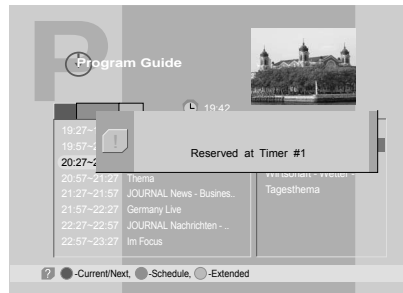 P
Program Guide
19:42
19:27~
19:57~
20:27~2
Reserved at Timer #1
20:57~21:27 Thema
21:27~21:57 JOURNAL News - Busines..
21:57~22:27 Germany Live
22:27~22:57 JOURNAL Nachrichten - ..
22:57~23:27 Im Focus
Wirtschaft - Wetter -
Tagesthema
? -Current/Next, -Schedule, -Extended